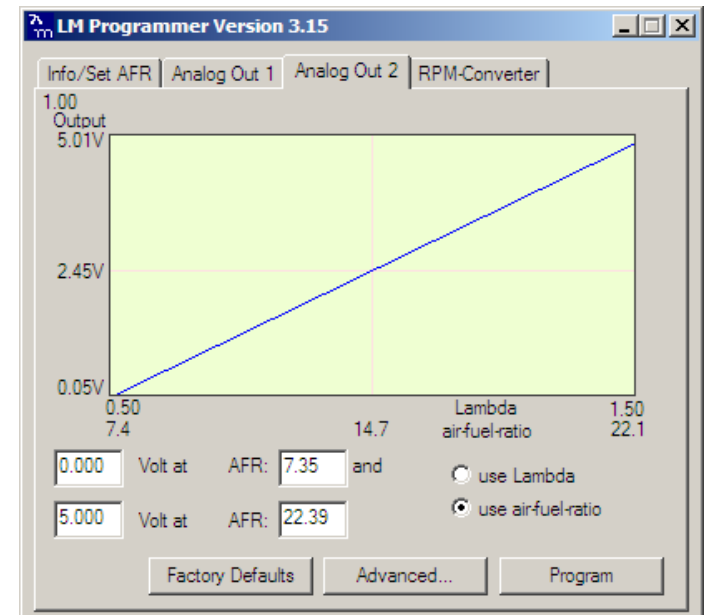 LM Programmer Version 3.15
Info/Set AFR Analog Out 1 Analog Out 2 RPM-Converter
1.00
Output
5.01V
2.45V
0.05V
0.50 Lambda 1.50
7.4 14.7 air-fuel-ratio 22.1
0.000 Volt at AFR: 7.35 and use Lambda
5.000 Volt at AFR: 22.39 use air-fuel-ratio
Factory Defaults Advanced... Program